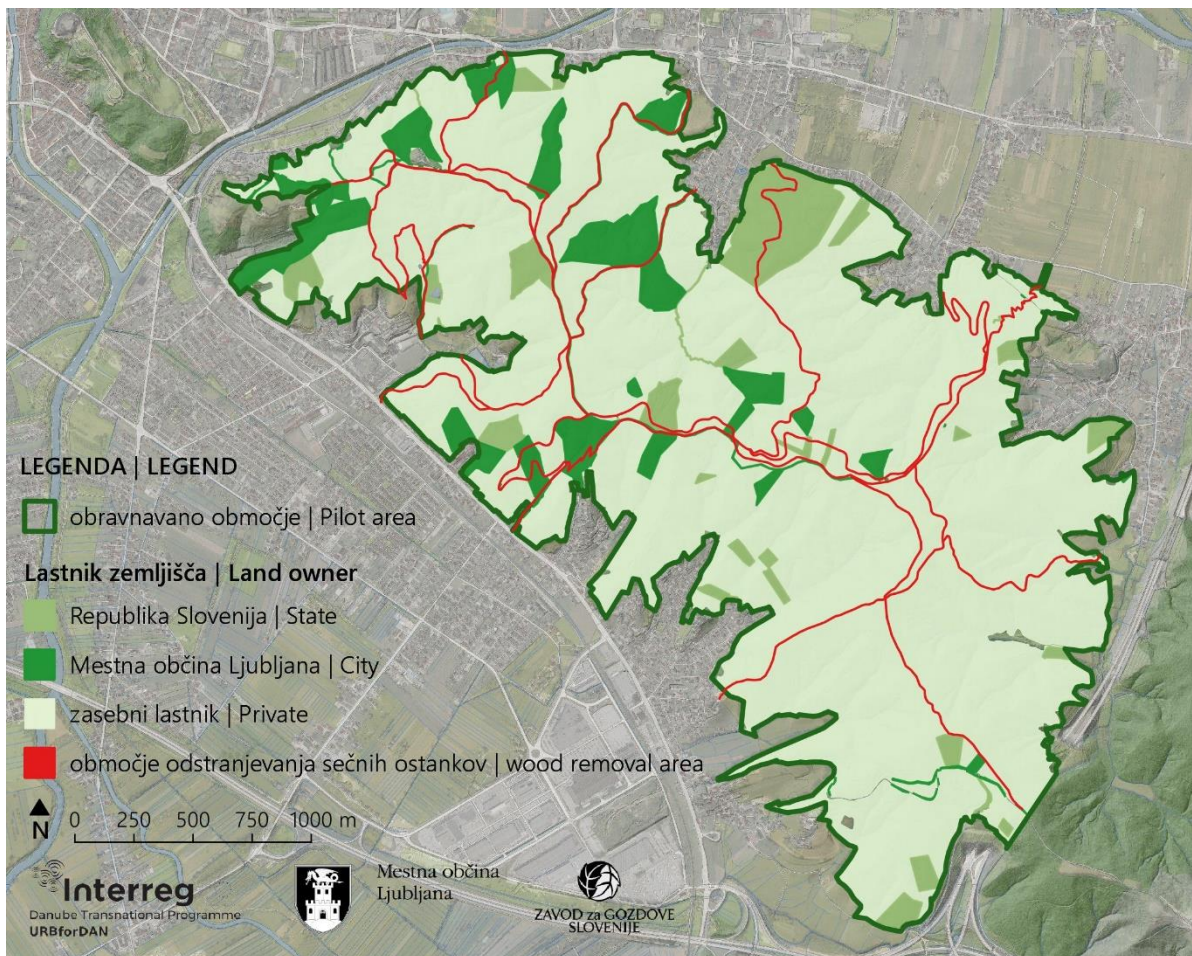 LEGENDA | LEGEND
obravnavano območje | Pilot area
Lastnik zemljišča | Land owner
Republika Slovenija | State
Mestna občina Ljubljana | City
zasebni lastnik | Private
območje odstranjevanja sečnih ostankov | wood removal area
N
0 250 500 750 1000 m
Interreg
Danube Transnational Programme
URBforDAN
Mestna občina
Ljubljana
ZAVOD za GOZDOVE
SLOVENIJE